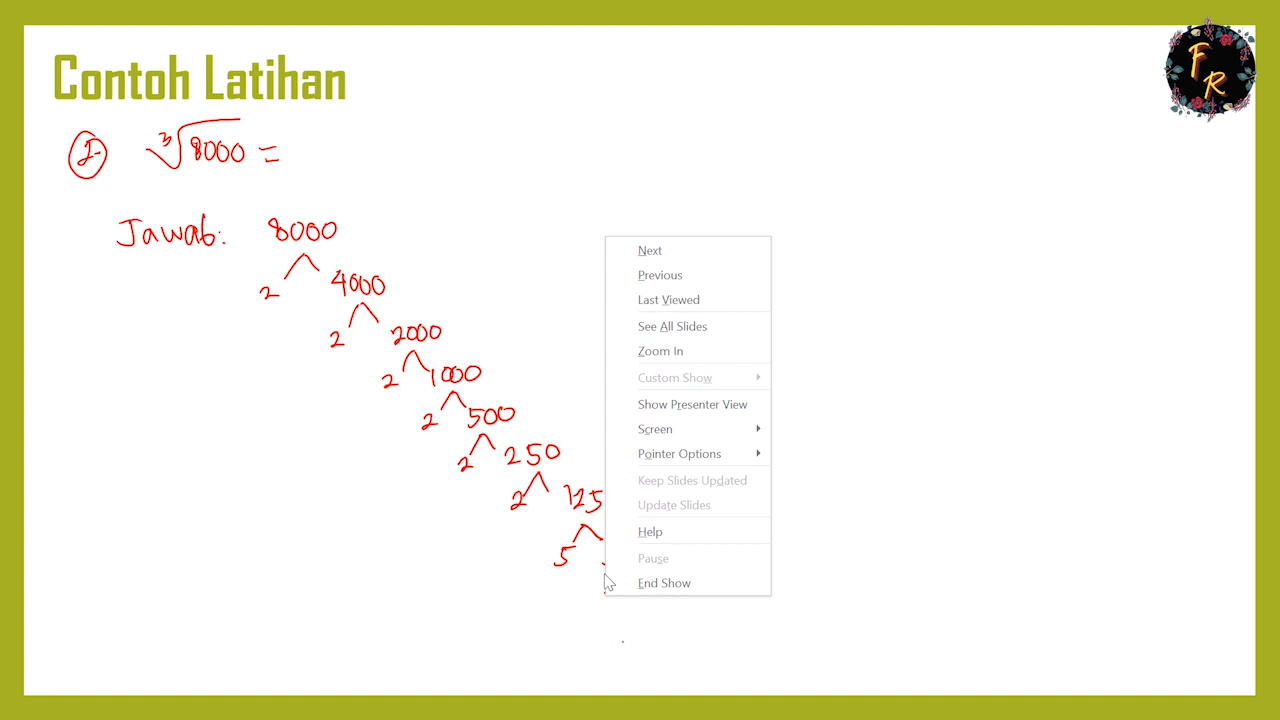 Contoh Latihan
F
R
2. ³√8000 =
Jawab: 8000
2 4000
2 2000
2 1000
2 500
2 250
2 125
5
Next
Previous
Last Viewed
See All Slides
Zoom In
Custom Show
Show Presenter View
Screen
Pointer Options
Keep Slides Updated
Update Slides
Help
Pause
End Show